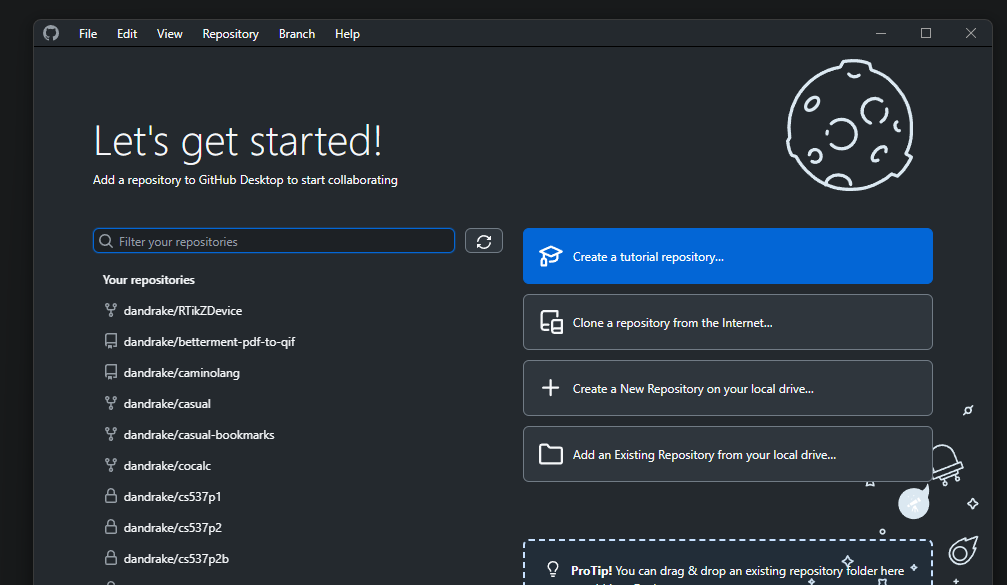 File Edit View Repository Branch Help
Let's get started!
Add a repository to GitHub Desktop to start collaborating
Filter your repositories
Your repositories
dandrake/RTikZDevice
dandrake/betterment-pdf-to-qif
dandrake/caminolang
dandrake/casual
dandrake/casual-bookmarks
dandrake/cocalc
dandrake/cs537p1
dandrake/cs537p2
dandrake/cs537p2b
Create a tutorial repository...
Clone a repository from the Internet...
Create a New Repository on your local drive...
Add an Existing Repository from your local drive...
ProTip! You can drag & drop an existing repository folder here